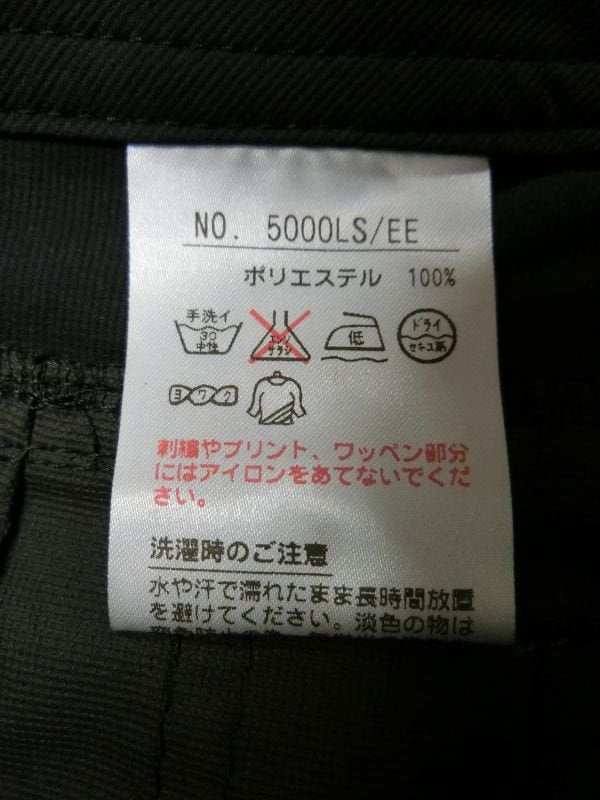 NO. 5000LS/EE
ポリエステル 100%
手洗イ
30
中性
エンソ
サラシ
低
ドライ
セキユ系
ヨワク
刺繍やプリント、ワッペン部分
にはアイロンをあてないでくだ
さい。
洗濯時のご注意
水や汗で濡れたまま長時間放置
を避けてください。淡色の物は